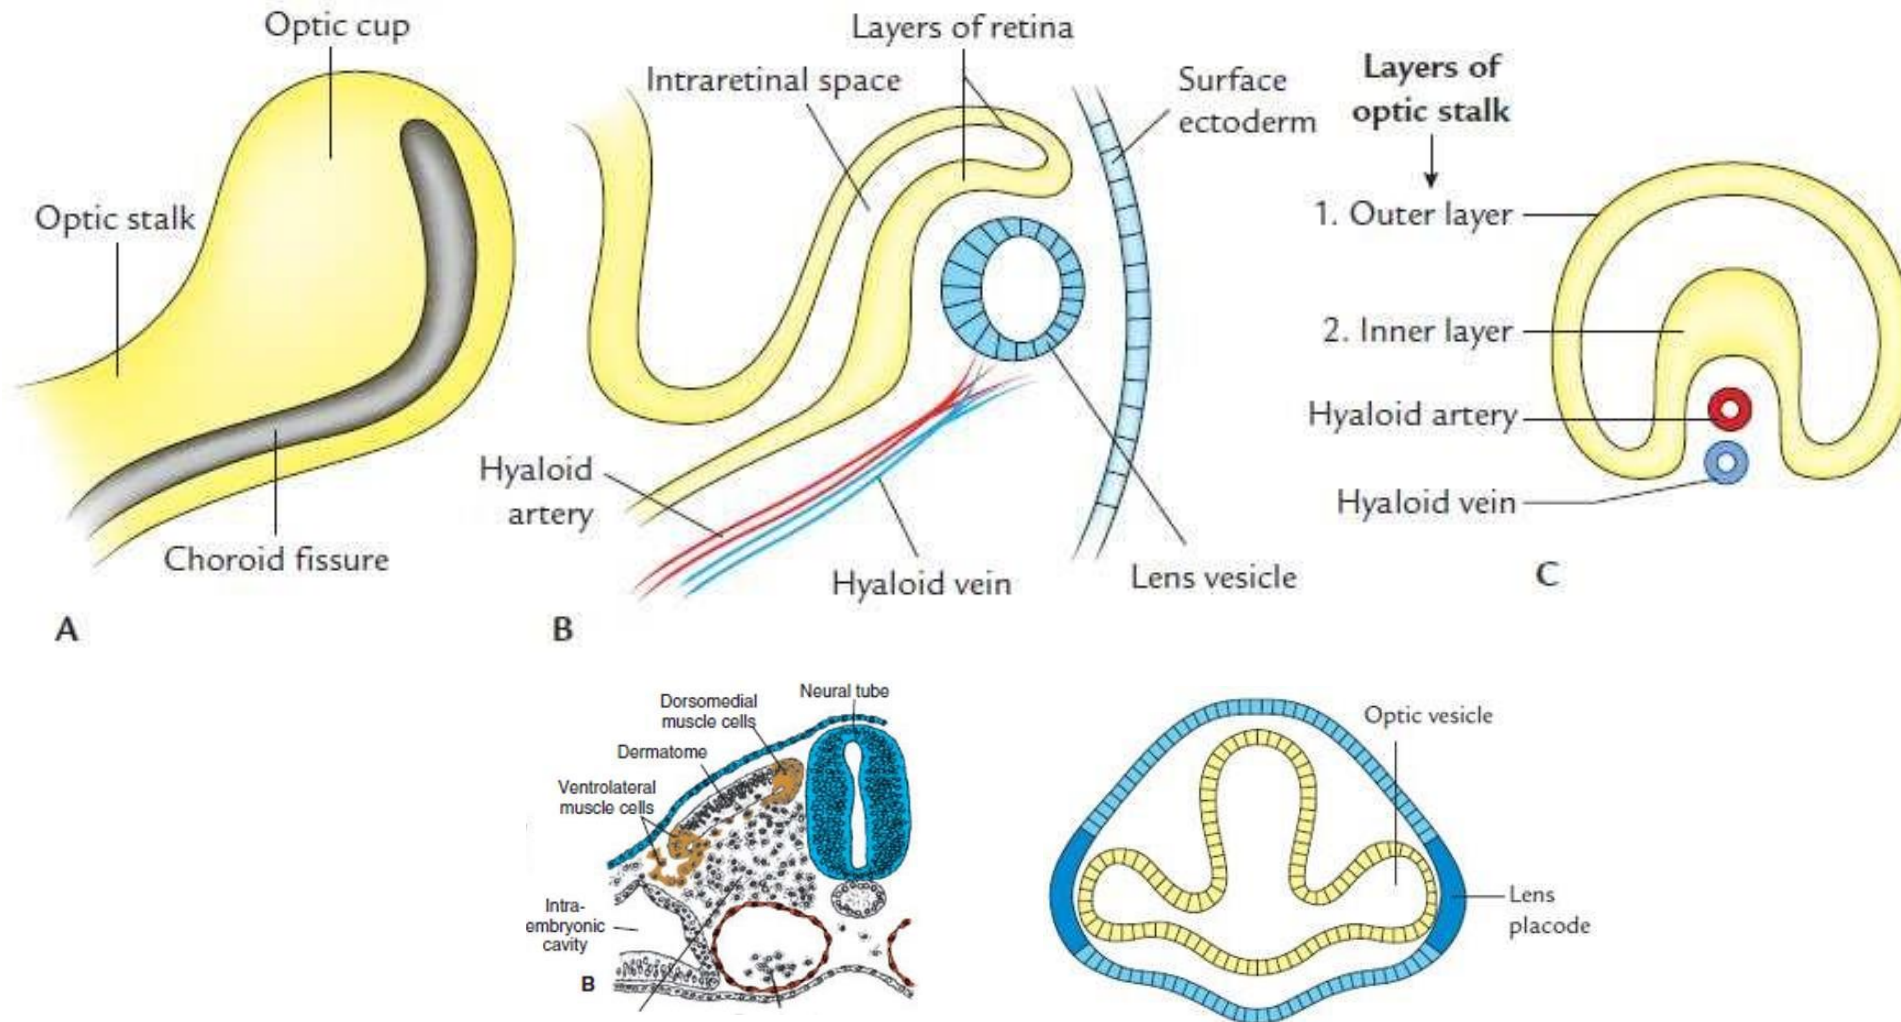 Optic cup
Optic stalk
Choroid fissure
A
Layers of retina
Intraretinal space
Surface
ectoderm
Hyaloid
artery
Hyaloid vein
Lens vesicle
B
Layers of
optic stalk
1. Outer layer
2. Inner layer
Hyaloid artery
Hyaloid vein
C
Neural tube
Dorsomedial
muscle cells
Dermatome
Ventrolateral
muscle cells
Intra-
embryonic
cavity
B
Optic vesicle
Lens
placode